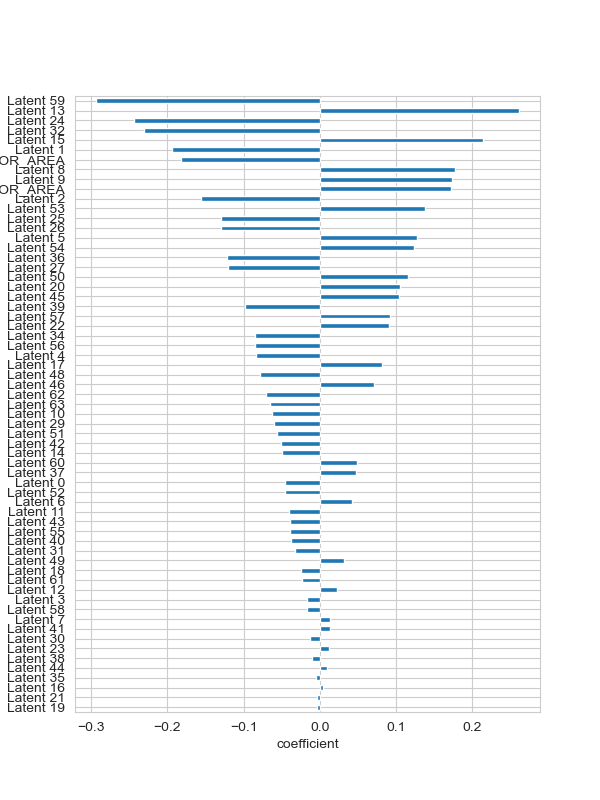 Latent 59
Latent 13
Latent 24
Latent 32
Latent 15
Latent 1
OR_AREA
Latent 8
Latent 9
OR_AREA
Latent 2
Latent 53
Latent 25
Latent 26
Latent 5
Latent 54
Latent 36
Latent 27
Latent 50
Latent 20
Latent 45
Latent 39
Latent 57
Latent 22
Latent 34
Latent 56
Latent 4
Latent 17
Latent 48
Latent 46
Latent 62
Latent 63
Latent 10
Latent 29
Latent 51
Latent 42
Latent 14
Latent 60
Latent 37
Latent 0
Latent 52
Latent 6
Latent 11
Latent 43
Latent 55
Latent 40
Latent 31
Latent 49
Latent 18
Latent 61
Latent 12
Latent 3
Latent 58
Latent 7
Latent 41
Latent 30
Latent 23
Latent 38
Latent 44
Latent 35
Latent 16
Latent 21
Latent 19
−0.3 −0.2 −0.1 0.0 0.1 0.2
coefficient